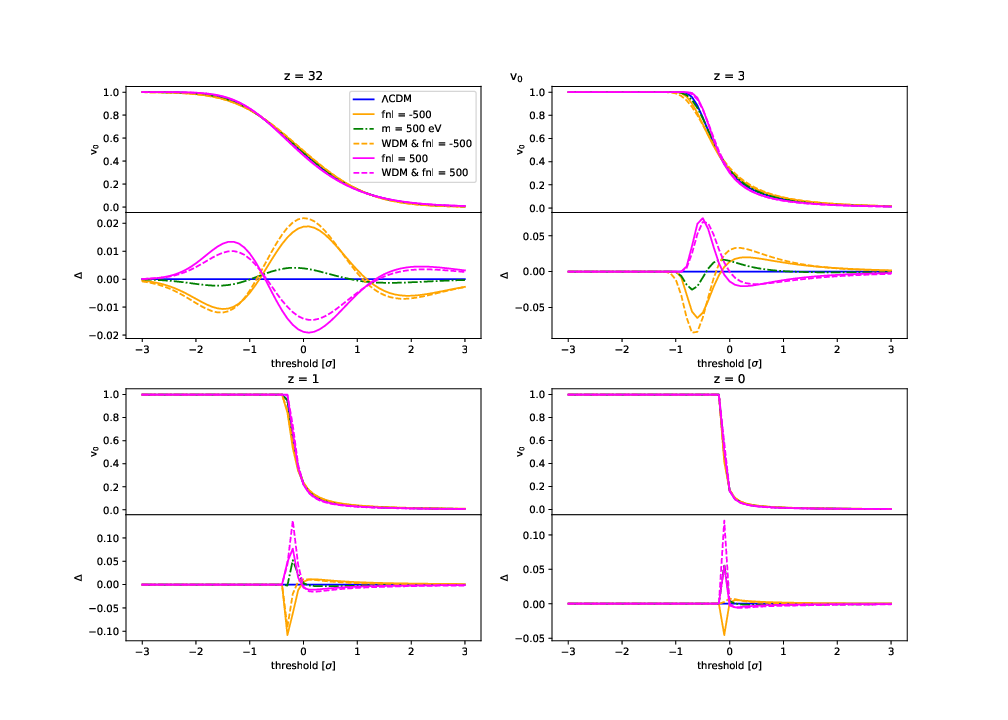 z = 32
v0
z = 3
1.0
0.8
0.6
0.4
0.2
0.0
v0
ΛCDM
fnl = -500
m = 500 eV
WDM & fnl = -500
fnl = 500
WDM & fnl = 500
0.02
0.01
0.00
−0.01
−0.02
Δ
−3 −2 −1 0 1 2 3
threshold [σ]
1.0
0.8
0.6
0.4
0.2
0.0
v0
0.05
0.00
−0.05
Δ
−3 −2 −1 0 1 2 3
threshold [σ]
z = 1
1.0
0.8
0.6
0.4
0.2
0.0
v0
0.10
0.05
0.00
−0.05
−0.10
Δ
−3 −2 −1 0 1 2 3
threshold [σ]
z = 0
1.0
0.8
0.6
0.4
0.2
0.0
v0
0.10
0.05
0.00
−0.05
Δ
−3 −2 −1 0 1 2 3
threshold [σ]